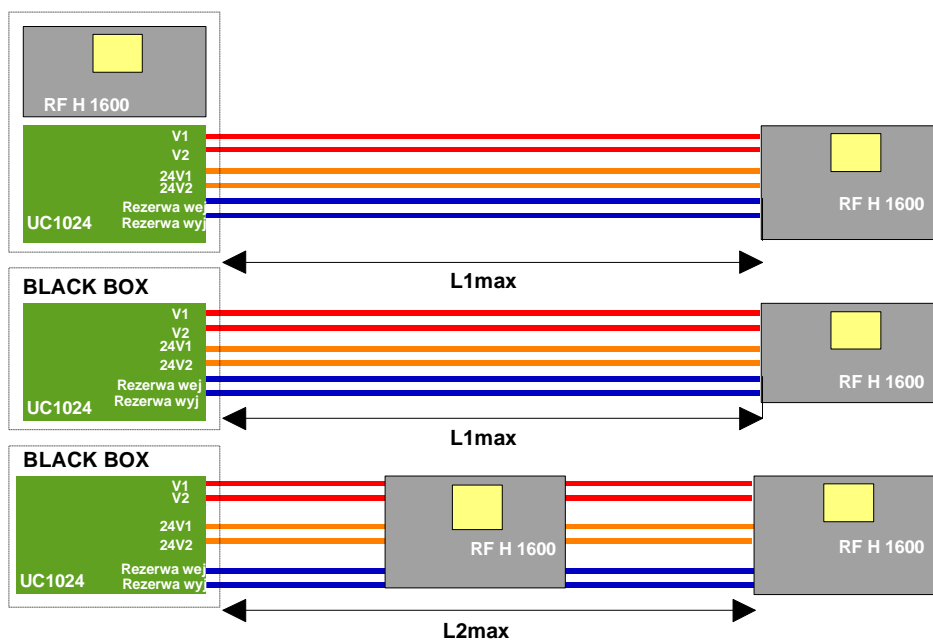 RF H 1600
V1
V2
24V1
24V2
Rezerwa wej
Rezerwa wyj
UC1024
RF H 1600
L1max
BLACK BOX
V1
V2
24V1
24V2
Rezerwa wej
Rezerwa wyj
UC1024
RF H 1600
L1max
BLACK BOX
V1
V2
24V1
24V2
Rezerwa wej
Rezerwa wyj
UC1024
RF H 1600
RF H 1600
L2max